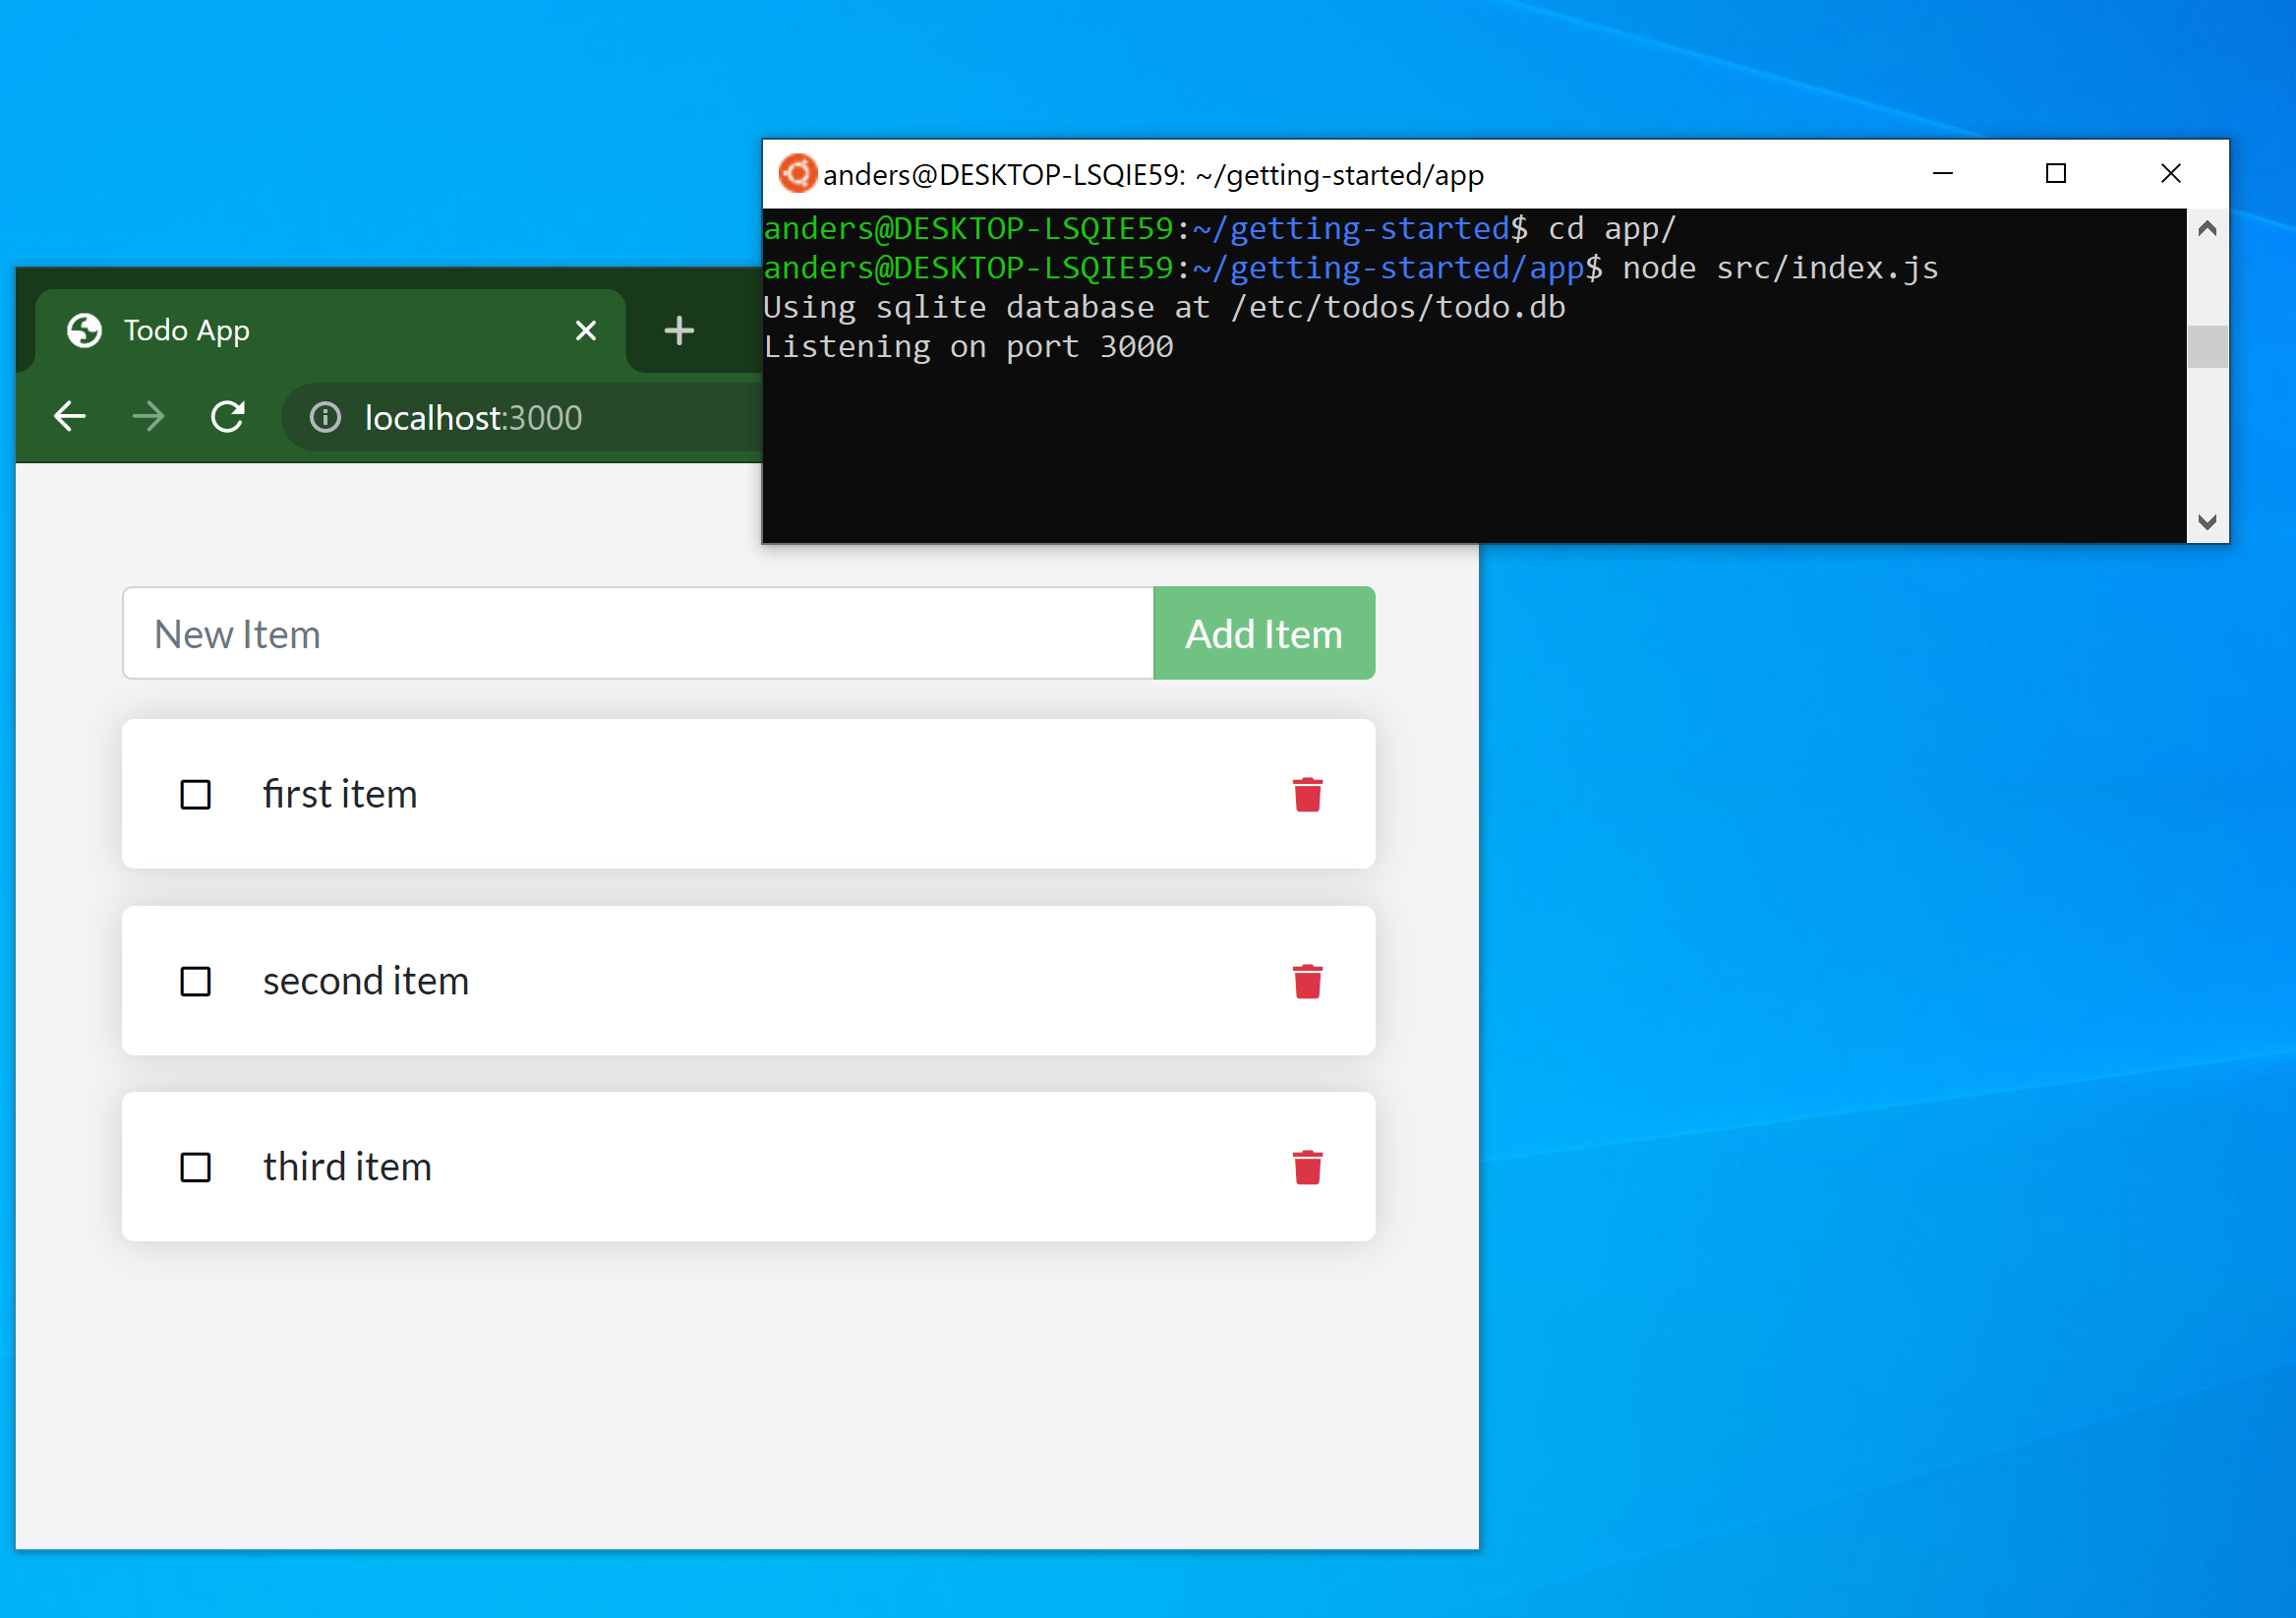 anders@DESKTOP-LSQIE59: ~/getting-started/app
anders@DESKTOP-LSQIE59:~/getting-started$ cd app/
anders@DESKTOP-LSQIE59:~/getting-started/app$ node src/index.js
Using sqlite database at /etc/todos/todo.db
Listening on port 3000
Todo App
localhost:3000
New Item
Add Item
first item
second item
third item